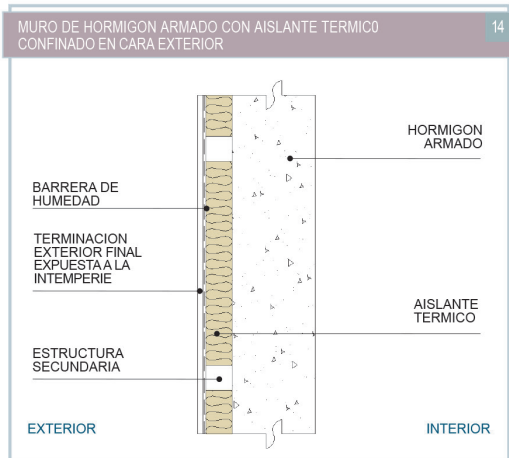 MURO DE HORMIGON ARMADO CON AISLANTE TERMIC0
CONFINADO EN CARA EXTERIOR
14
HORMIGON
ARMADO
BARRERA DE
HUMEDAD
TERMINACION
EXTERIOR FINAL
EXPUESTA A LA
INTEMPERIE
AISLANTE
TERMICO
ESTRUCTURA
SECUNDARIA
EXTERIOR
INTERIOR